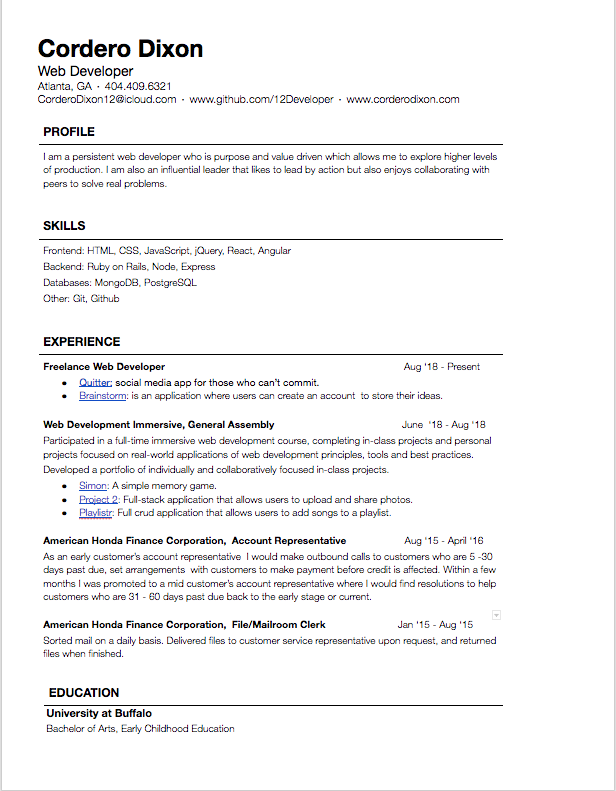 Cordero Dixon
Web Developer
Atlanta, GA · 404.409.6321
CorderoDixon12@icloud.com · www.github.com/12Developer · www.corderodixon.com
PROFILE
I am a persistent web developer who is purpose and value driven which allows me to explore higher levels
of production. I am also an influential leader that likes to lead by action but also enjoys collaborating with
peers to solve real problems.
SKILLS
Frontend: HTML, CSS, JavaScript, jQuery, React, Angular
Backend: Ruby on Rails, Node, Express
Databases: MongoDB, PostgreSQL
Other: Git, Github
EXPERIENCE
Freelance Web Developer Aug '18 - Present
• Quitter: social media app for those who can't commit.
• Brainstorm: is an application where users can create an account to store their ideas.
Web Development Immersive, General Assembly June '18 - Aug '18
Participated in a full-time immersive web development course, completing in-class projects and personal
projects focused on real-world applications of web development principles, tools and best practices.
Developed a portfolio of individually and collaboratively focused in-class projects.
• Simon: A simple memory game.
• Project 2: Full-stack application that allows users to upload and share photos.
• Playlistr: Full crud application that allows users to add songs to a playlist.
American Honda Finance Corporation, Account Representative Aug '15 - April '16
As an early customer's account representative I would make outbound calls to customers who are 5 -30
days past due, set arrangements with customers to make payment before credit is affected. Within a few
months I was promoted to a mid customer's account representative where I would find resolutions to help
customers who are 31 - 60 days past due back to the early stage or current.
American Honda Finance Corporation, File/Mailroom Clerk Jan '15 - Aug '15
Sorted mail on a daily basis. Delivered files to customer service representative upon request, and returned
files when finished.
EDUCATION
University at Buffalo
Bachelor of Arts, Early Childhood Education